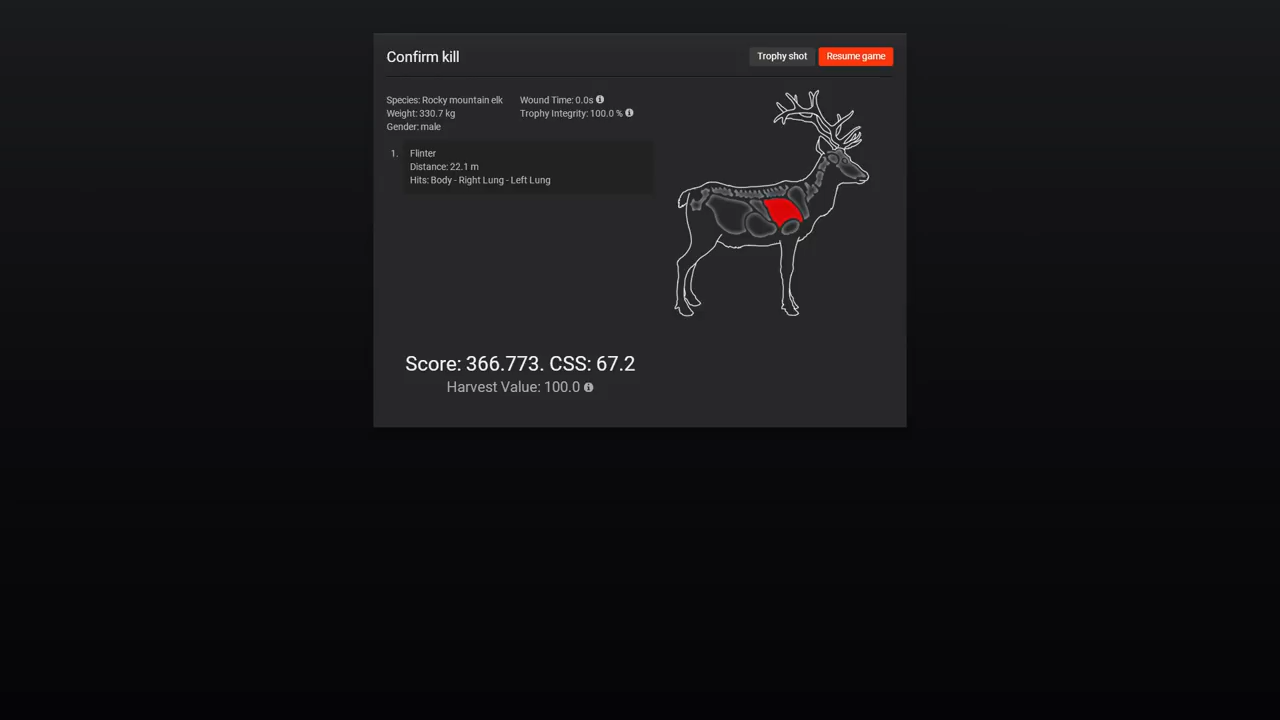 Confirm kill
Trophy shot
Resume game
Species: Rocky mountain elk
Weight: 330.7 kg
Gender: male
Wound Time: 0.0s
Trophy Integrity: 100.0 %
1.
Flinter
Distance: 22.1 m
Hits: Body - Right Lung - Left Lung
Score: 366.773. CSS: 67.2
Harvest Value: 100.0